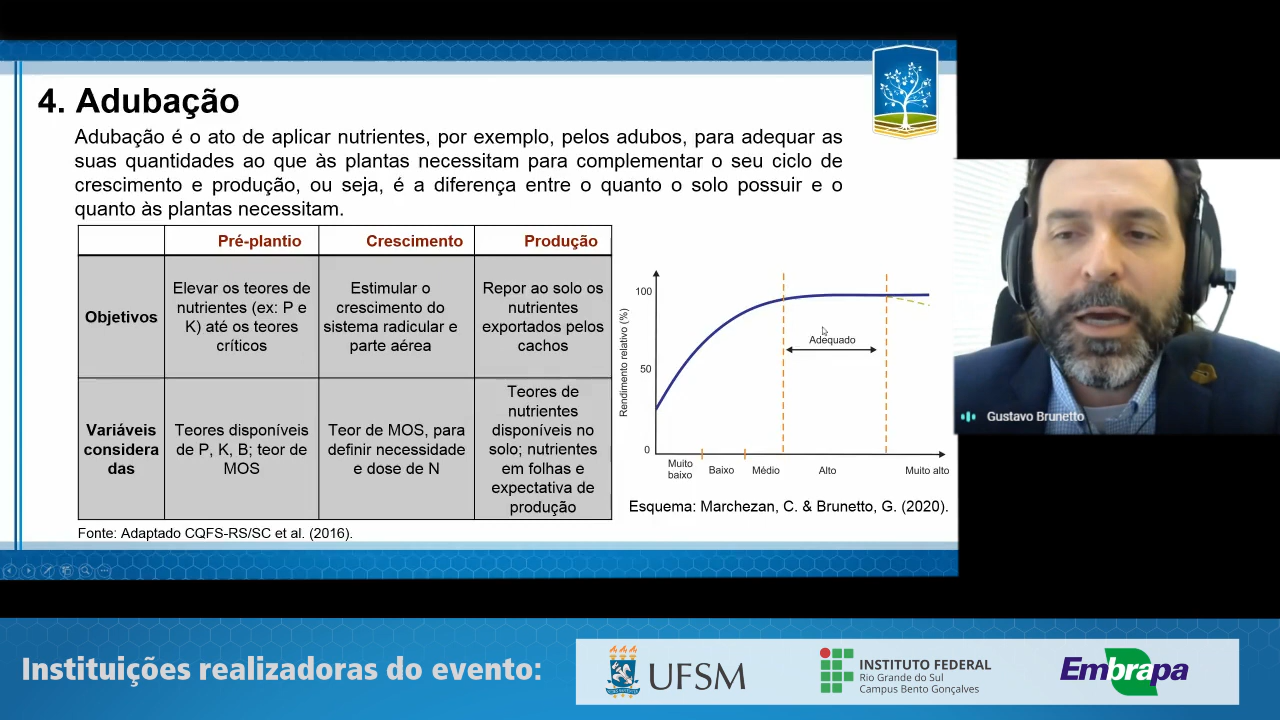 4. Adubação
Adubação é o ato de aplicar nutrientes, por exemplo, pelos adubos, para adequar as
suas quantidades ao que às plantas necessitam para complementar o seu ciclo de
crescimento e produção, ou seja, é a diferença entre o quanto o solo possuir e o
quanto às plantas necessitam.
Pré-plantio
Crescimento
Produção
Objetivos
Elevar os teores de
nutrientes (ex: P e
K) até os teores
críticos
Estimular o
crescimento do
sistema radicular e
parte aérea
Repor ao solo os
nutrientes
exportados pelos
cachos
Variáveis
considera
das
Teores disponíveis
de P, K, B; teor de
MOS
Teor de MOS, para
definir necessidade
e dose de N
Teores de
nutrientes
disponíveis no
solo; nutrientes
em folhas e
expectativa de
produção
Fonte: Adaptado CQFS-RS/SC et al. (2016).
Rendimento relativo (%)
100
50
0
Adequado
Muito
baixo
Baixo
Médio
Alto
Muito alto
Esquema: Marchezan, C. & Brunetto, G. (2020).
Gustavo Brunetto
Instituições realizadoras do evento:
UFSM
INSTITUTO FEDERAL
Rio Grande do Sul
Campus Bento Gonçalves
Embrapa